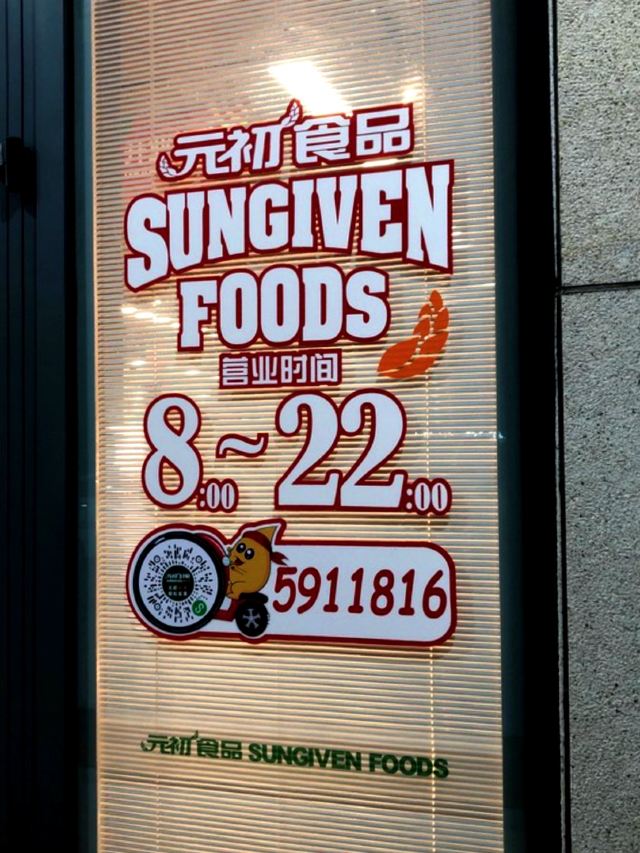 元初食品
SUNGIVEN
FOODS
营业时间
8:00~22:00
5911816
元初食品 SUNGIVEN FOODS